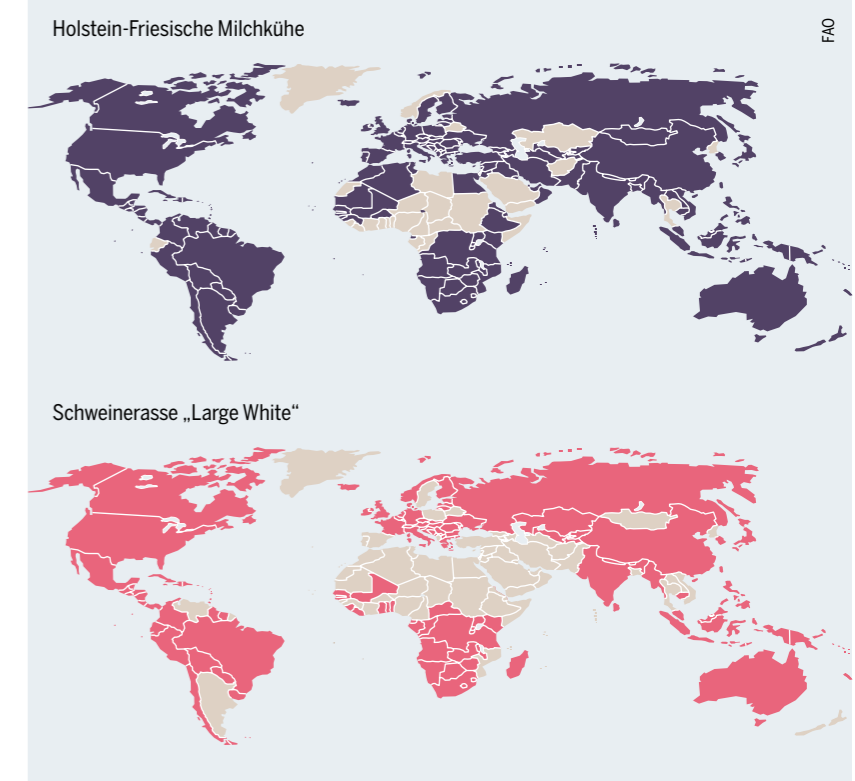 Holstein-Friesische Milchkühe
FAO
Schweinerasse „Large White“